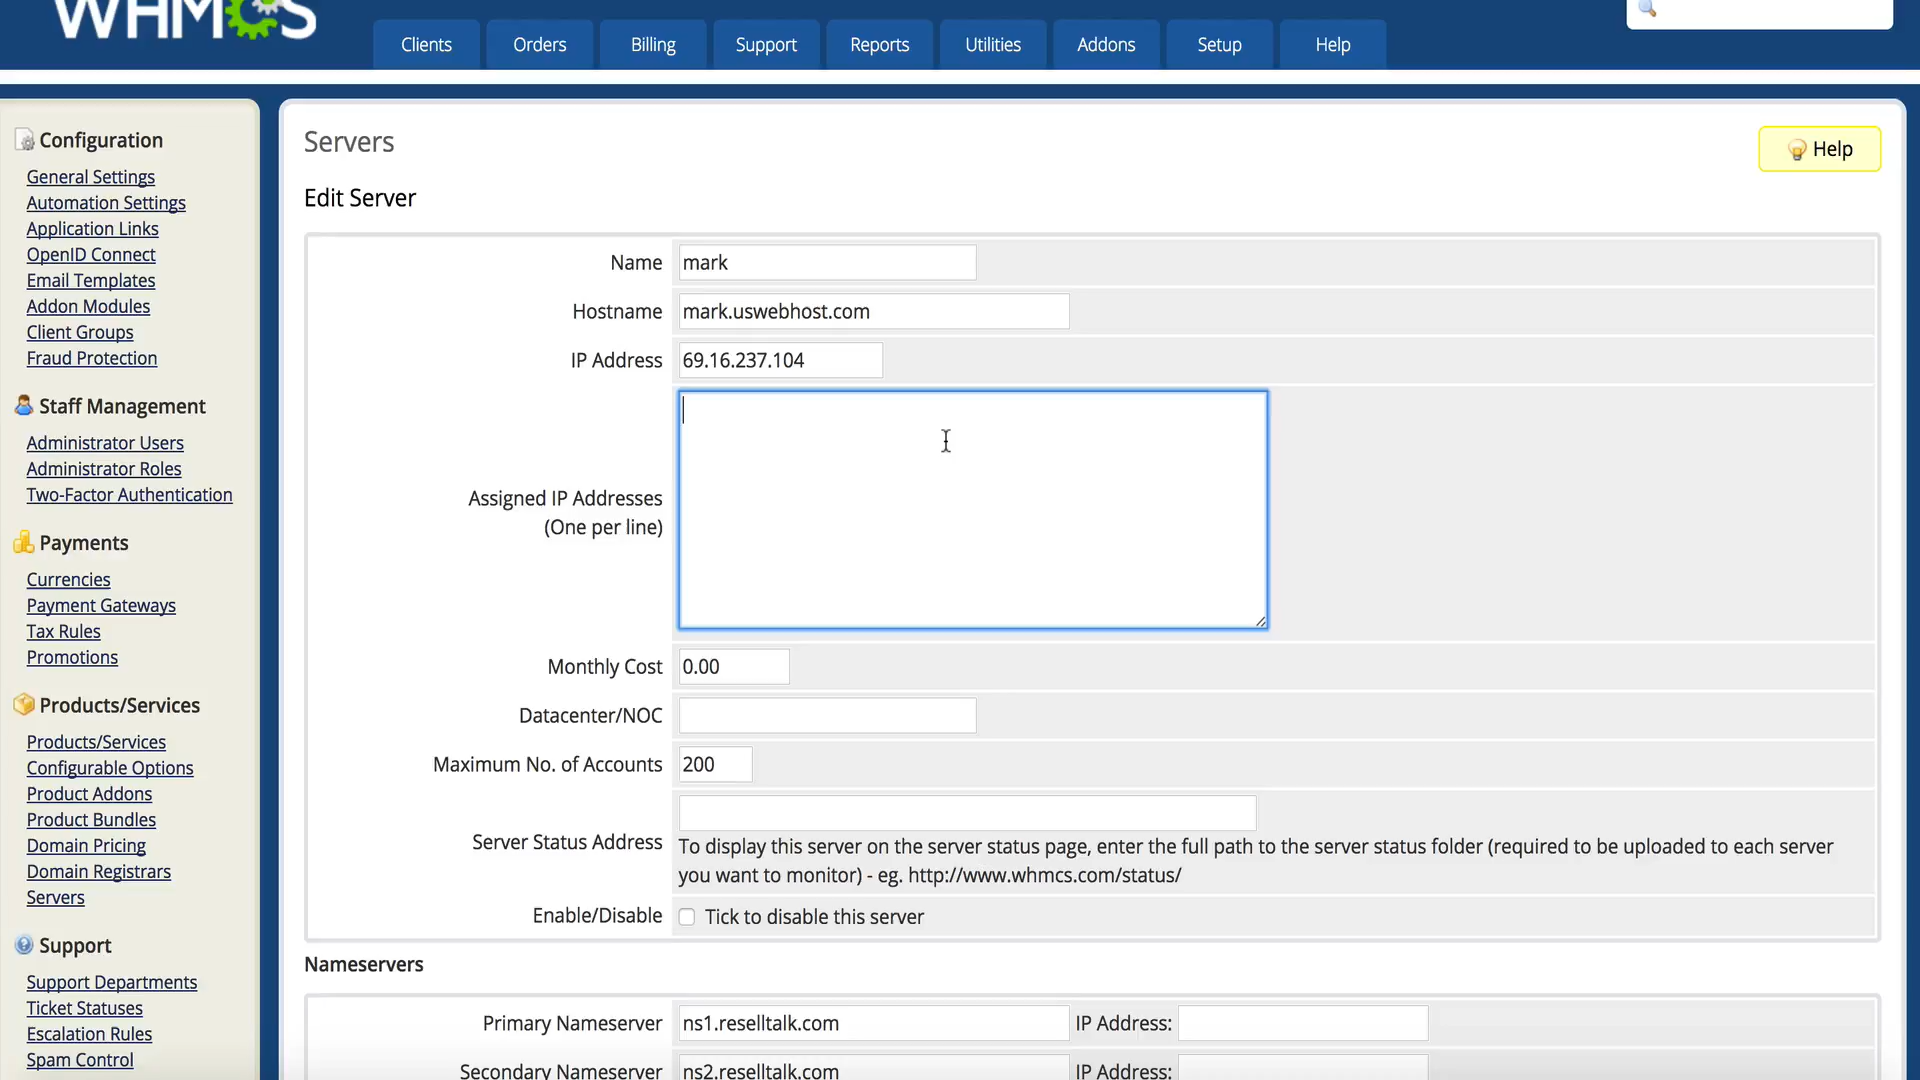 WHMCS
Clients
Orders
Billing
Support
Reports
Utilities
Addons
Setup
Help
Configuration
General Settings
Automation Settings
Application Links
OpenID Connect
Email Templates
Addon Modules
Client Groups
Fraud Protection
Staff Management
Administrator Users
Administrator Roles
Two-Factor Authentication
Payments
Currencies
Payment Gateways
Tax Rules
Promotions
Products/Services
Products/Services
Configurable Options
Product Addons
Product Bundles
Domain Pricing
Domain Registrars
Servers
Support
Support Departments
Ticket Statuses
Escalation Rules
Spam Control
Servers
Help
Edit Server
Name mark
Hostname mark.uswebhost.com
IP Address 69.16.237.104
Assigned IP Addresses
(One per line)
Monthly Cost 0.00
Datacenter/NOC
Maximum No. of Accounts 200
Server Status Address
To display this server on the server status page, enter the full path to the server status folder (required to be uploaded to each server
you want to monitor) - eg. http://www.whmcs.com/status/
Enable/Disable Tick to disable this server
Nameservers
Primary Nameserver ns1.reselltalk.com IP Address:
Secondary Nameserver ns2.reselltalk.com IP Address: